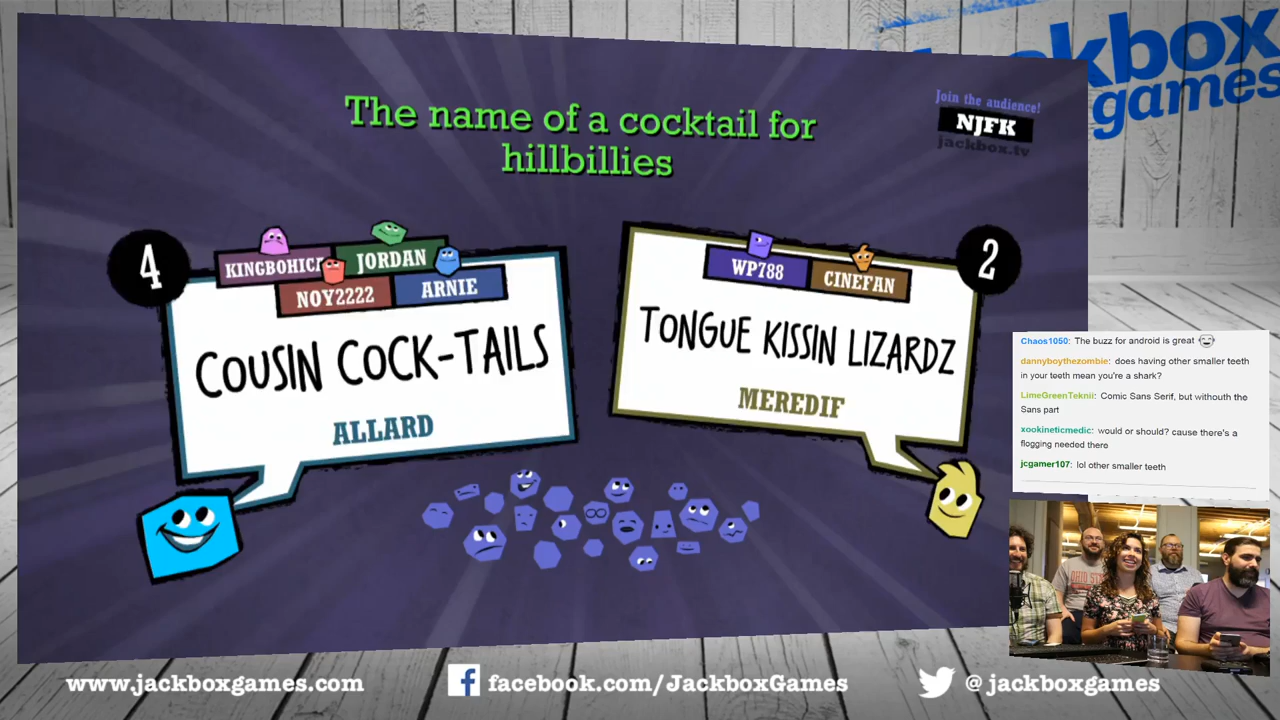 jackbox
games
The name of a cocktail for
hillbillies
Join the audience!
NJFK
jackbox.tv
4
KINGBOHICA
JORDAN
NOY2222
ARNIE
COUSIN COCK-TAILS
ALLARD
2
WP788
CINEFAN
TONGUE KISSIN LIZARDZ
MEREDIF
Chaos1050: The buzz for android is great
dannyboythezombie: does having other smaller teeth
in your teeth mean you're a shark?
LimeGreenTeknii: Comic Sans Serif, but withouth the
Sans part
xookineticmedic: would or should? cause there's a
flogging needed there
jcgamer107: lol other smaller teeth
www.jackboxgames.com
facebook.com/JackboxGames
@jackboxgames